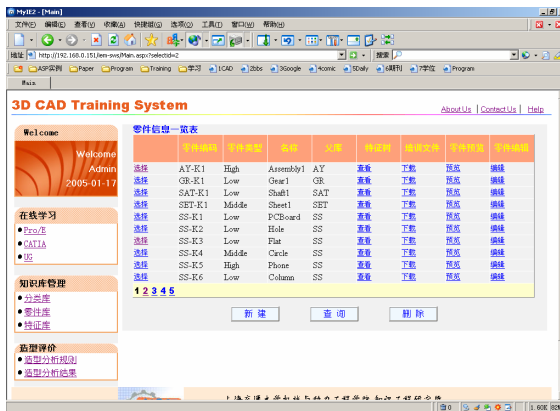 MyIE2 - [Main]
文件(F) 编辑(E) 查看(V) 收藏(A) 快捷组(G) 选项(O) 工具(T) 窗口(W) 帮助(H)
地址 http://192.168.0.151/lem-sws/Main.aspx?selectid=2 搜索
ASP实例 Paper Program Training 学习 1CAD 2bbs 3Google 4comic 5Daily 6期刊 7学位 Program
Main
3D CAD Training System
About Us | Contact Us | Help
Welcome
Welcome
Admin
2005-01-17
在线学习
Pro/E
CATIA
UG
知识库管理
分类库
零件库
特征库
造型评价
造型分析规则
造型分析结果
零件信息一览表
零件编码 零件类型 名称 父库 特征树 培训文件 零件预览 零件编辑
选择 AY-K1 High Assembly1 AY 查看 下载 预览 编辑
选择 GR-K1 Low Gear1 GR 查看 下载 预览 编辑
选择 SAT-K1 Low Shaft1 SAT 查看 下载 预览 编辑
选择 SET-K1 Middle Sheet1 SET 查看 下载 预览 编辑
选择 SS-K1 Low PCBoard SS 查看 下载 预览 编辑
选择 SS-K2 Low Hole SS 查看 下载 预览 编辑
选择 SS-K3 Low Flat SS 查看 下载 预览 编辑
选择 SS-K4 Middle Circle SS 查看 下载 预览 编辑
选择 SS-K5 High Phone SS 查看 下载 预览 编辑
选择 SS-K6 Low Column SS 查看 下载 预览 编辑
1 2 3 4 5
新 建 查 询 删 除